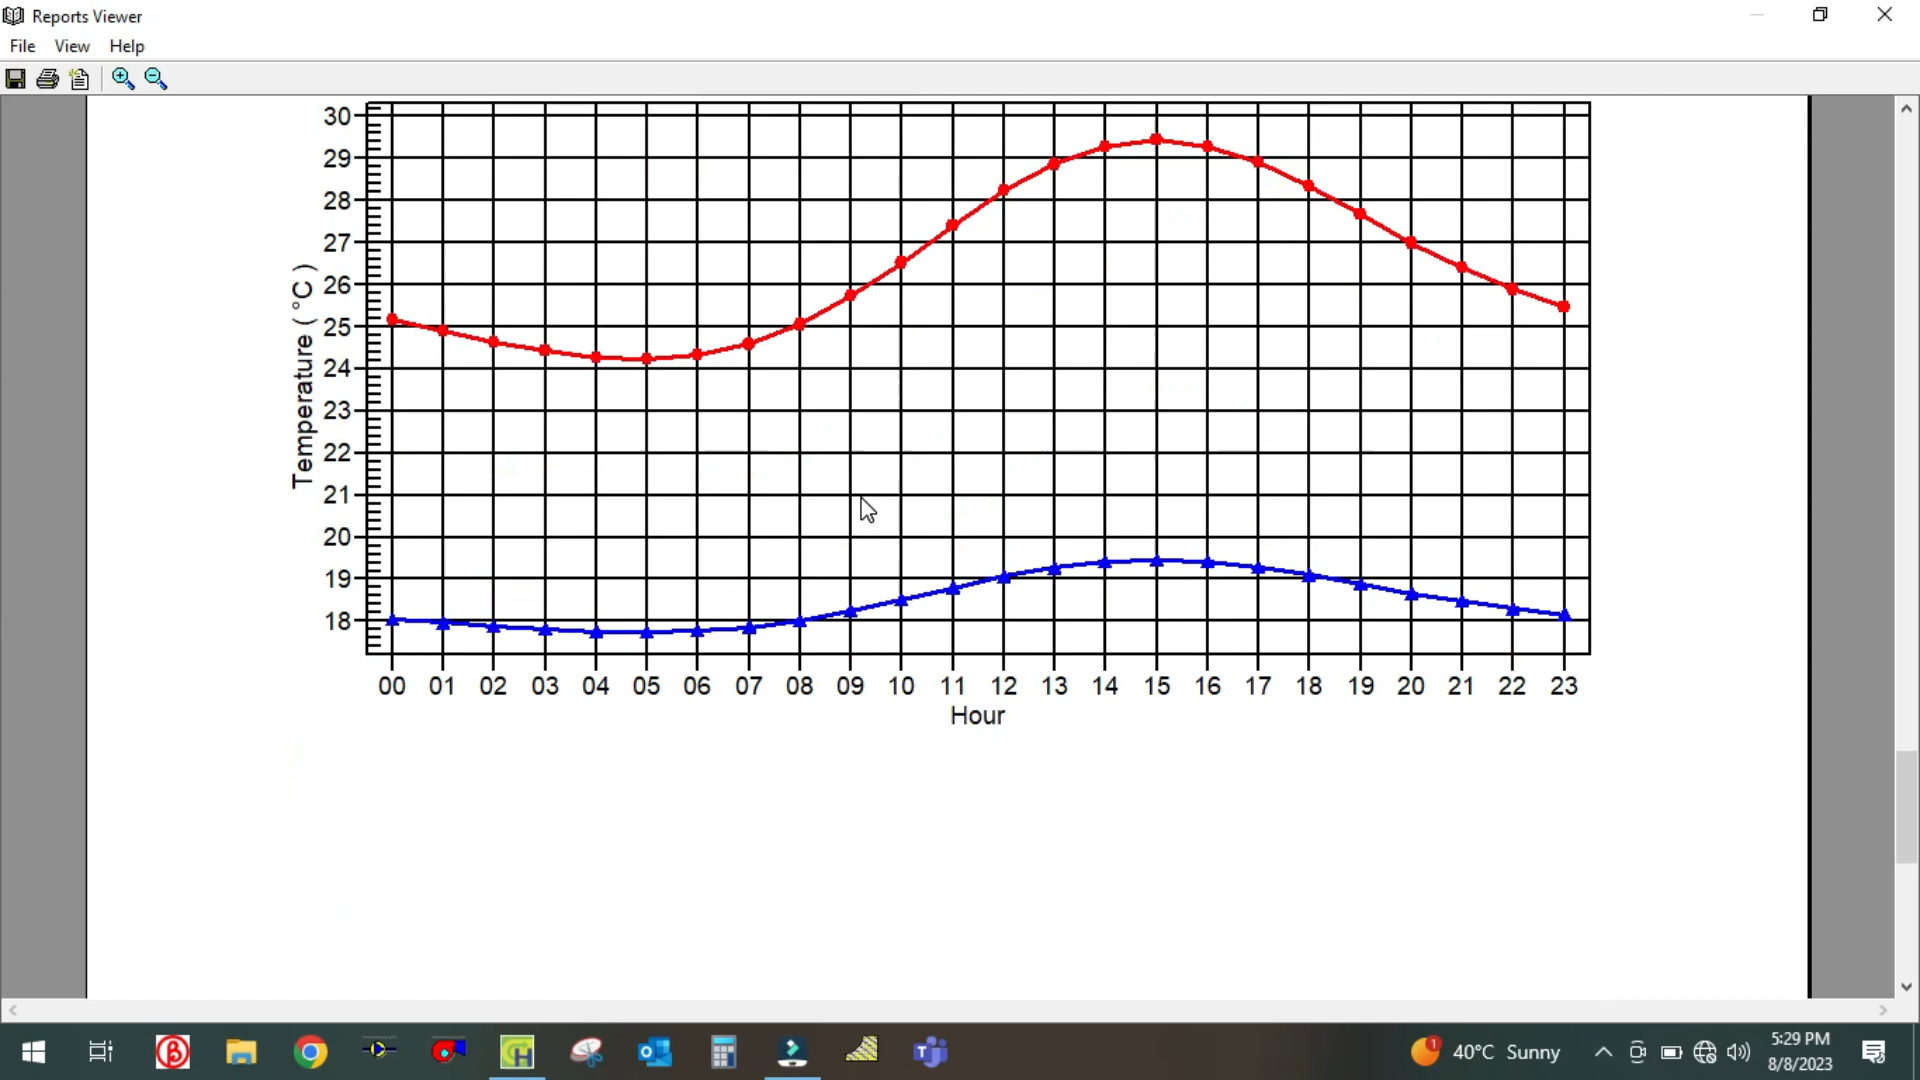 Reports Viewer
File View Help
30
29
28
27
26
25
24
23
22
21
20
19
18
Temperature ( °C )
00 01 02 03 04 05 06 07 08 09 10 11 12 13 14 15 16 17 18 19 20 21 22 23
Hour
1
40°C Sunny
5:29 PM
8/8/2023